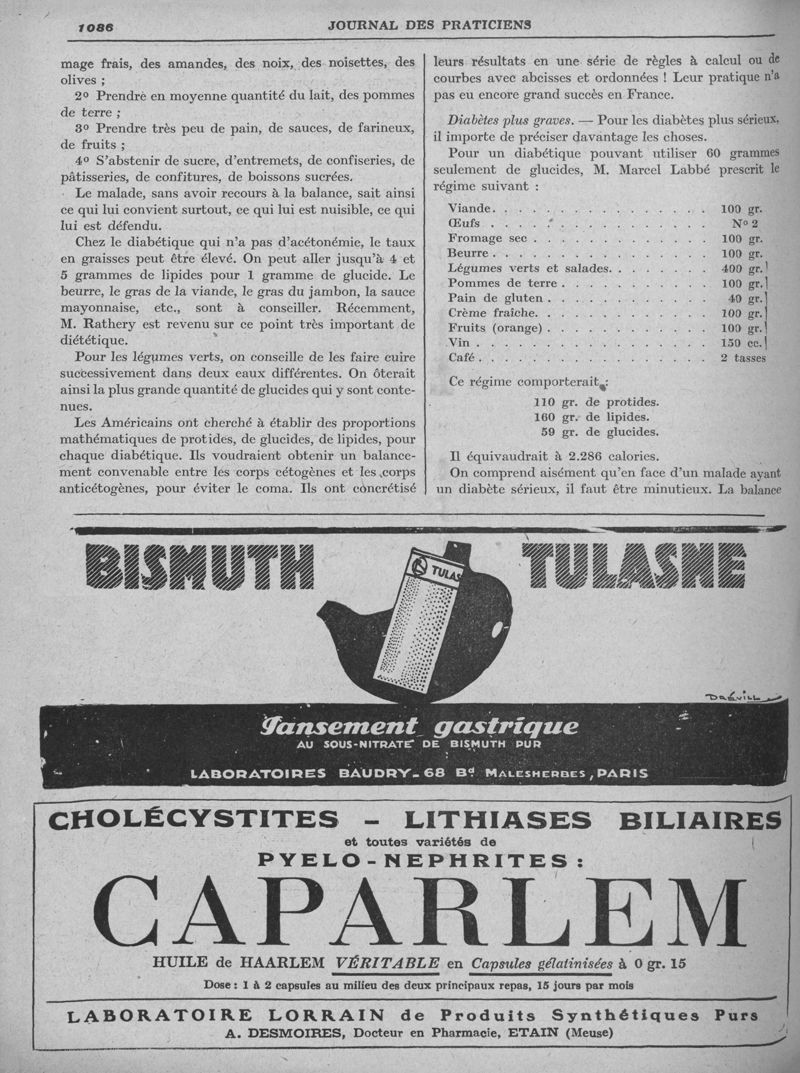 1086
JOURNAL DES PRATICIENS
mage frais, des amandes, des noix, des noisettes, des
olives ;
2º Prendre en moyenne quantité du lait, des pommes
de terre ;
3º Prendre très peu de pain, de sauces, de farineux,
de fruits ;
4º S'abstenir de sucre, d'entremets, de confiseries, de
pâtisseries, de confitures, de boissons sucrées.
Le malade, sans avoir recours à la balance, sait ainsi
ce qui lui convient surtout, ce qui lui est nuisible, ce qui
lui est défendu.
Chez le diabétique qui n'a pas d'acétonémie, le taux
en graisses peut être élevé. On peut aller jusqu'à 4 et
5 grammes de lipides pour 1 gramme de glucide. Le
beurre, le gras de la viande, le gras du jambon, la sauce
mayonnaise, etc., sont à conseiller. Récemment,
M. Rathery est revenu sur ce point très important de
diététique.
Pour les légumes verts, on conseille de les faire cuire
successivement dans deux eaux différentes. On ôterait
ainsi la plus grande quantité de glucides qui y sont conte-
nues.
Les Américains ont cherché à établir des proportions
mathématiques de protides, de glucides, de lipides, pour
chaque diabétique. Ils voudraient obtenir un balance-
ment convenable entre les corps cétogènes et les corps
anticétogènes, pour éviter le coma. Ils ont concrétisé
leurs résultats en une série de règles à calcul ou de
courbes avec abcisses et ordonnées ! Leur pratique n'a
pas eu encore grand succès en France.
Diabètes plus graves. — Pour les diabètes plus sérieux,
il importe de préciser davantage les choses.
Pour un diabétique pouvant utiliser 60 grammes
seulement de glucides, M. Marcel Labbé prescrit le
régime suivant :
Viande. . . . . . . . . . . . . . . . 100 gr.
Œufs . . . . . . . . . . . . . . . . Nº 2
Fromage sec . . . . . . . . . . . . . 100 gr.
Beurre . . . . . . . . . . . . . . . 100 gr.
Légumes verts et salades. . . . . . . . 400 gr.
Pommes de terre . . . . . . . . . . . 100 gr.
Pain de gluten . . . . . . . . . . . . 40 gr.
Crème fraîche. . . . . . . . . . . . . 100 gr.
Fruits (orange) . . . . . . . . . . . . 100 gr.
Vin . . . . . . . . . . . . . . . . . 150 cc.
Café . . . . . . . . . . . . . . . . . 2 tasses
Ce régime comporterait :
110 gr. de protides.
160 gr. de lipides.
59 gr. de glucides.
Il équivaudrait à 2.286 calories.
On comprend aisément qu'en face d'un malade ayant
un diabète sérieux, il faut être minutieux. La balance
BISMUTH TULASNE
TULAS
DRÉVILL
Pansement gastrique
AU SOUS-NITRATE DE BISMUTH PUR
LABORATOIRES BAUDRY-68 Bd MALESHERBES, PARIS
CHOLÉCYSTITES - LITHIASES BILIAIRES
et toutes variétés de
PYELO-NEPHRITES :
CAPARLEM
HUILE de HAARLEM VÉRITABLE en Capsules gélatinisées à 0 gr. 15
Dose : 1 à 2 capsules au milieu des deux principaux repas, 15 jours par mois
LABORATOIRE LORRAIN de Produits Synthétiques Purs
A. DESMOIRES, Docteur en Pharmacie, ETAIN (Meuse)